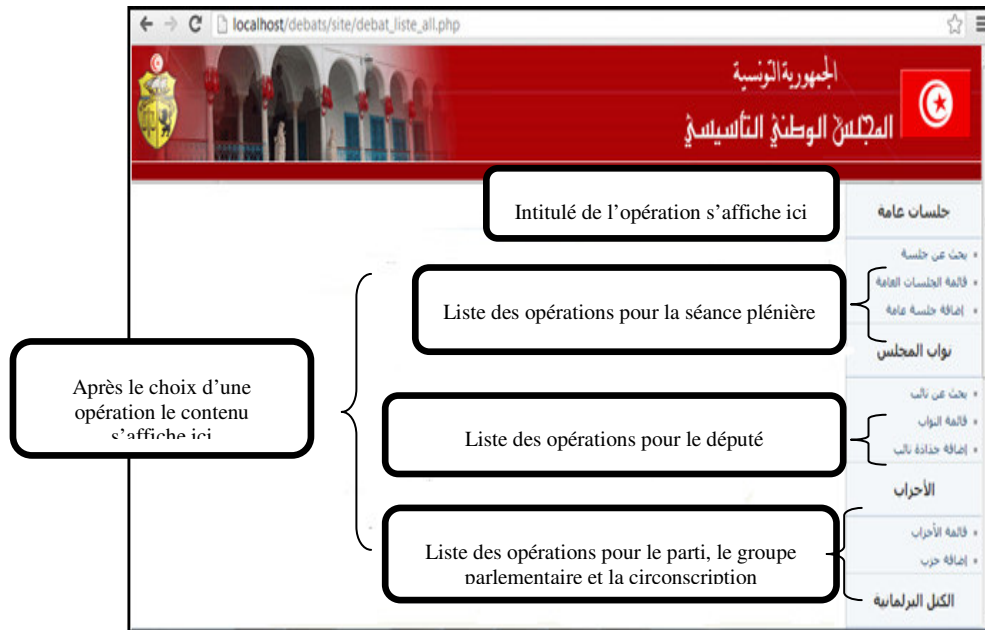 localhost/debats/site/debat_liste_all.php
الجمهورية التونسية
المجلس الوطني التأسيسي
Intitulé de l’opération s’affiche ici
جلسات عامة
بحث عن جلسة
قائمة الجلسات العامة
إضافة جلسة عامة
Liste des opérations pour la séance plénière
نواب المجلس
Après le choix d’une
opération le contenu
s’affiche ici
بحث عن نائب
قائمة النواب
إضافة جذاذة نائب
Liste des opérations pour le député
الأحزاب
قائمة الأحزاب
إضافة حزب
Liste des opérations pour le parti, le groupe
parlementaire et la circonscription
الكتل البرلمانية